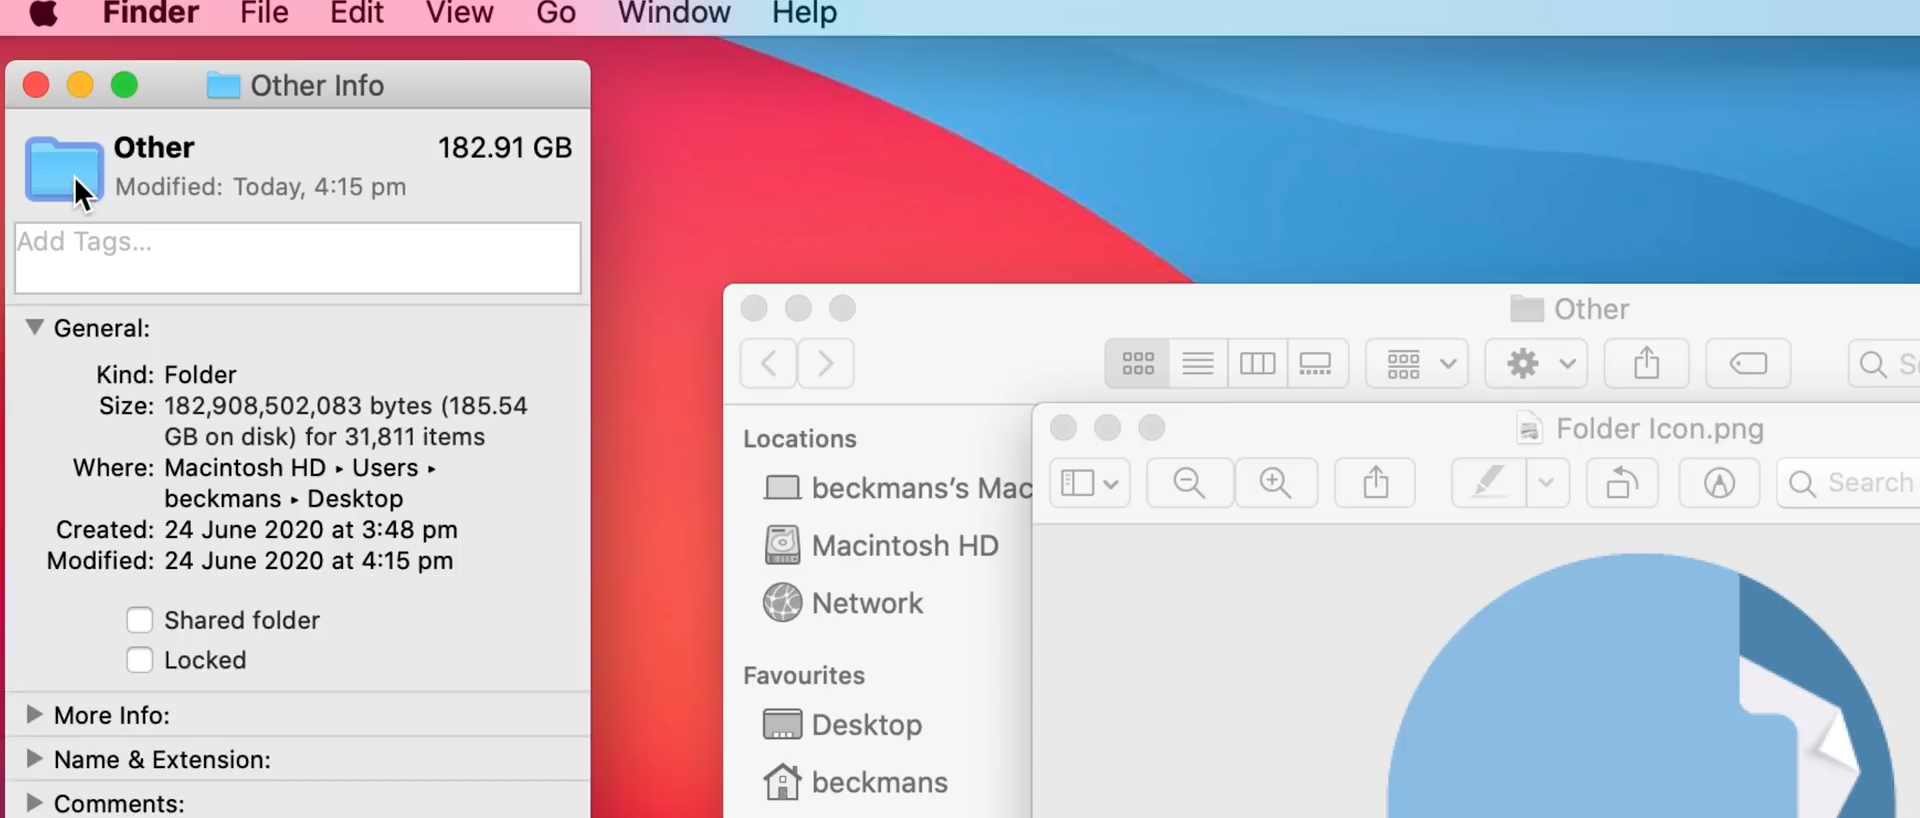 Finder File Edit View Go Window Help
Other Info
Other 182.91 GB
Modified: Today, 4:15 pm
Add Tags...
General:
Kind: Folder
Size: 182,908,502,083 bytes (185.54
GB on disk) for 31,811 items
Where: Macintosh HD ▸ Users ▸
beckmans ▸ Desktop
Created: 24 June 2020 at 3:48 pm
Modified: 24 June 2020 at 4:15 pm
Shared folder
Locked
More Info:
Name & Extension:
Comments:
Other
Locations
beckmans's Mac
Macintosh HD
Network
Favourites
Desktop
beckmans
Folder Icon.png
Search